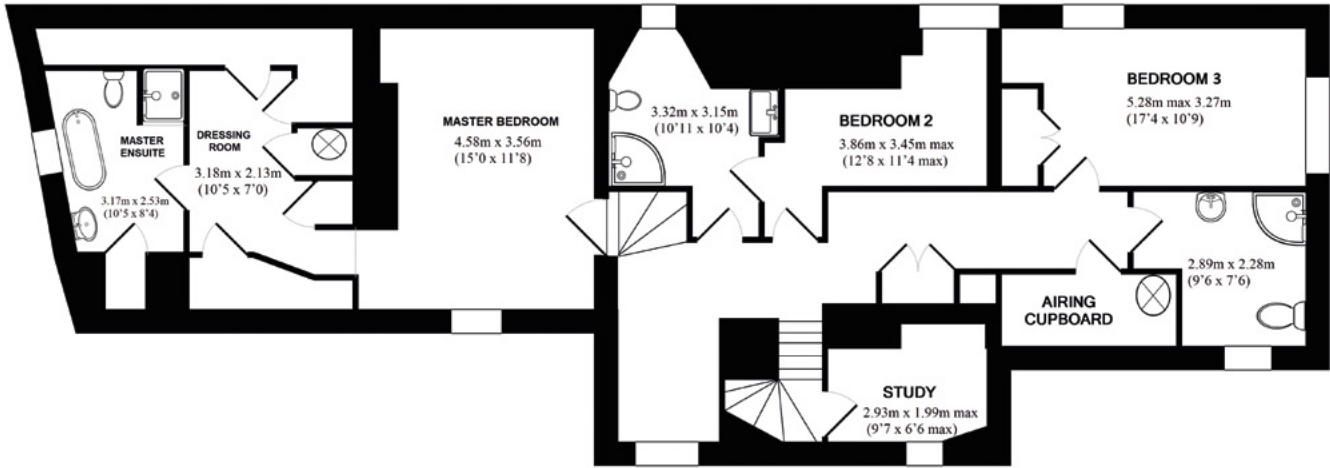 MASTER
ENSUITE
3.17m x 2.53m
(10'5 x 8'4)
DRESSING
ROOM
3.18m x 2.13m
(10'5 x 7'0)
MASTER BEDROOM
4.58m x 3.56m
(15'0 x 11'8)
3.32m x 3.15m
(10'11 x 10'4)
BEDROOM 2
3.86m x 3.45m max
(12'8 x 11'4 max)
BEDROOM 3
5.28m max 3.27m
(17'4 x 10'9)
2.89m x 2.28m
(9'6 x 7'6)
AIRING
CUPBOARD
STUDY
2.93m x 1.99m max
(9'7 x 6'6 max)